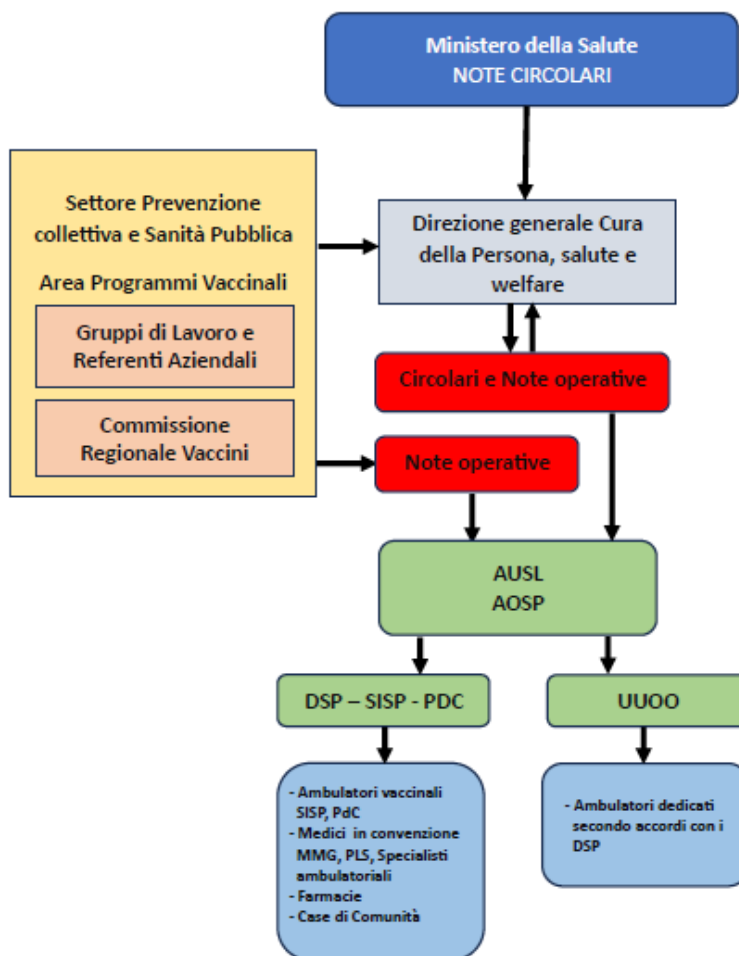 Ministero della Salute
NOTE CIRCOLARI
Settore Prevenzione
collettiva e Sanità Pubblica
Area Programmi Vaccinali
Gruppi di Lavoro e
Referenti Aziendali
Commissione
Regionale Vaccini
Direzione generale Cura
della Persona, salute e
welfare
Circolari e Note operative
Note operative
AUSL
AOSP
DSP – SISP - PDC
UUOO
- Ambulatori vaccinali
SISP, PdC
- Medici in convenzione
MMG, PLS, Specialisti
ambulatoriali
- Farmacie
- Case di Comunità
- Ambulatori dedicati
secondo accordi con i
DSP